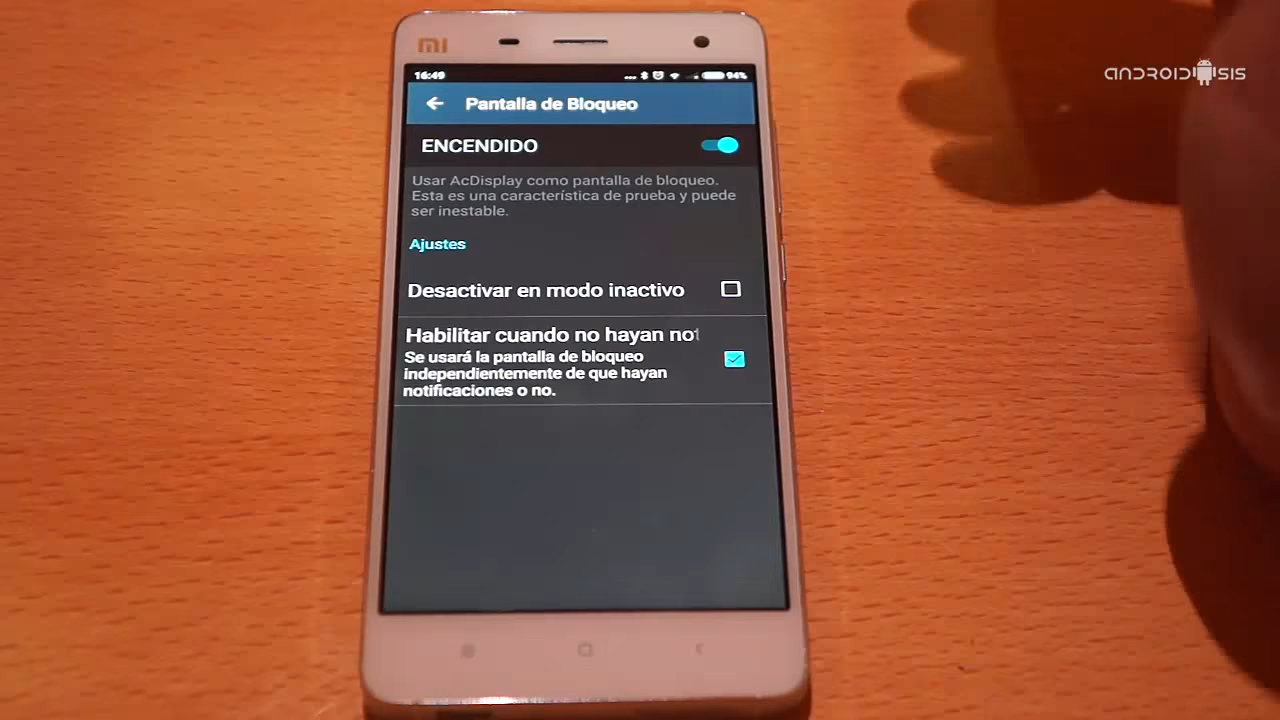 mi
ANDROIDSIS
16:49
94%
Pantalla de Bloqueo
ENCENDIDO
Usar AcDisplay como pantalla de bloqueo.
Esta es una característica de prueba y puede
ser inestable.
Ajustes
Desactivar en modo inactivo
Habilitar cuando no hayan not
Se usará la pantalla de bloqueo
independientemente de que hayan
notificaciones o no.